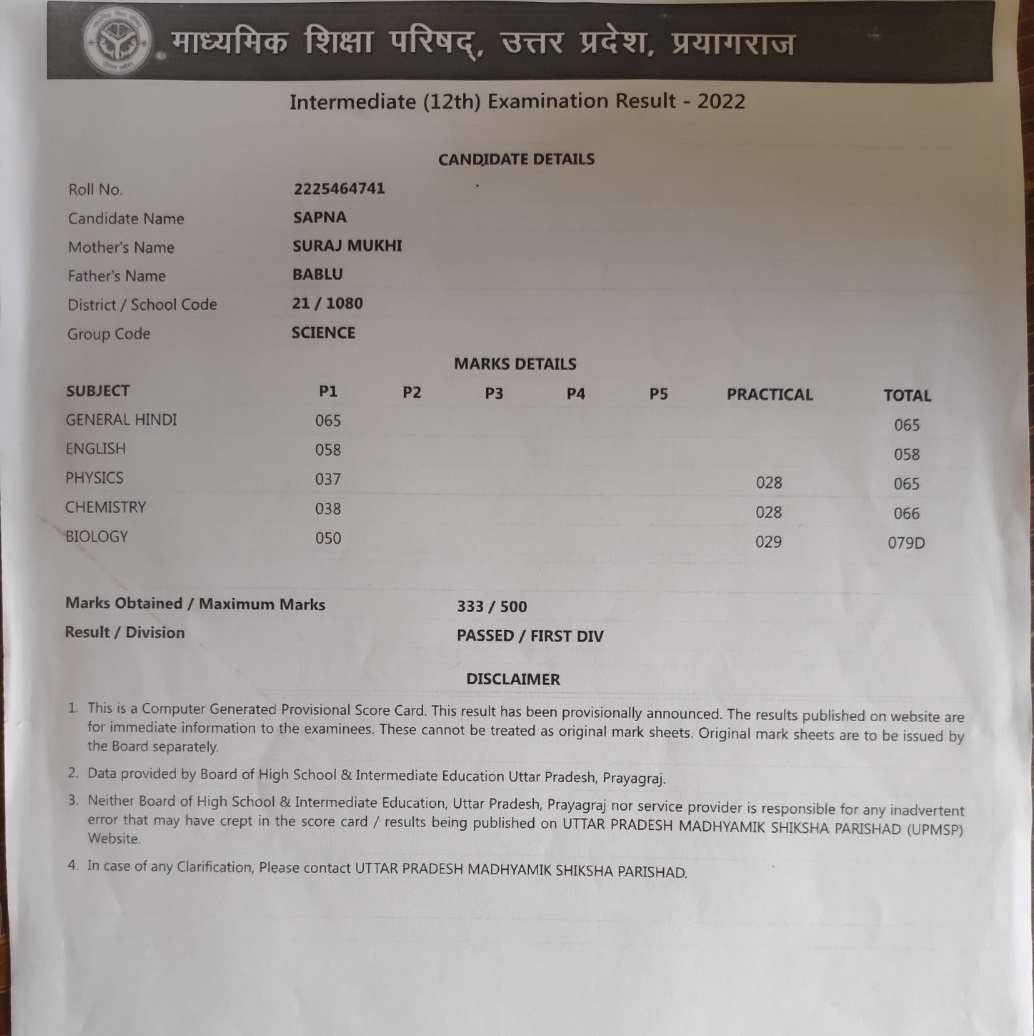 माध्यमिक शिक्षा परिषद्, उत्तर प्रदेश, प्रयागराज
Intermediate (12th) Examination Result - 2022
CANDIDATE DETAILS
Roll No. 2225464741
Candidate Name SAPNA
Mother's Name SURAJ MUKHI
Father's Name BABLU
District / School Code 21 / 1080
Group Code SCIENCE
MARKS DETAILS
SUBJECT P1 P2 P3 P4 P5 PRACTICAL TOTAL
GENERAL HINDI 065 065
ENGLISH 058 058
PHYSICS 037 028 065
CHEMISTRY 038 028 066
BIOLOGY 050 029 079D
Marks Obtained / Maximum Marks 333 / 500
Result / Division PASSED / FIRST DIV
DISCLAIMER
1. This is a Computer Generated Provisional Score Card. This result has been provisionally announced. The results published on website are
for immediate information to the examinees. These cannot be treated as original mark sheets. Original mark sheets are to be issued by
the Board separately.
2. Data provided by Board of High School & Intermediate Education Uttar Pradesh, Prayagraj.
3. Neither Board of High School & Intermediate Education, Uttar Pradesh, Prayagraj nor service provider is responsible for any inadvertent
error that may have crept in the score card / results being published on UTTAR PRADESH MADHYAMIK SHIKSHA PARISHAD (UPMSP)
Website.
4. In case of any Clarification, Please contact UTTAR PRADESH MADHYAMIK SHIKSHA PARISHAD.